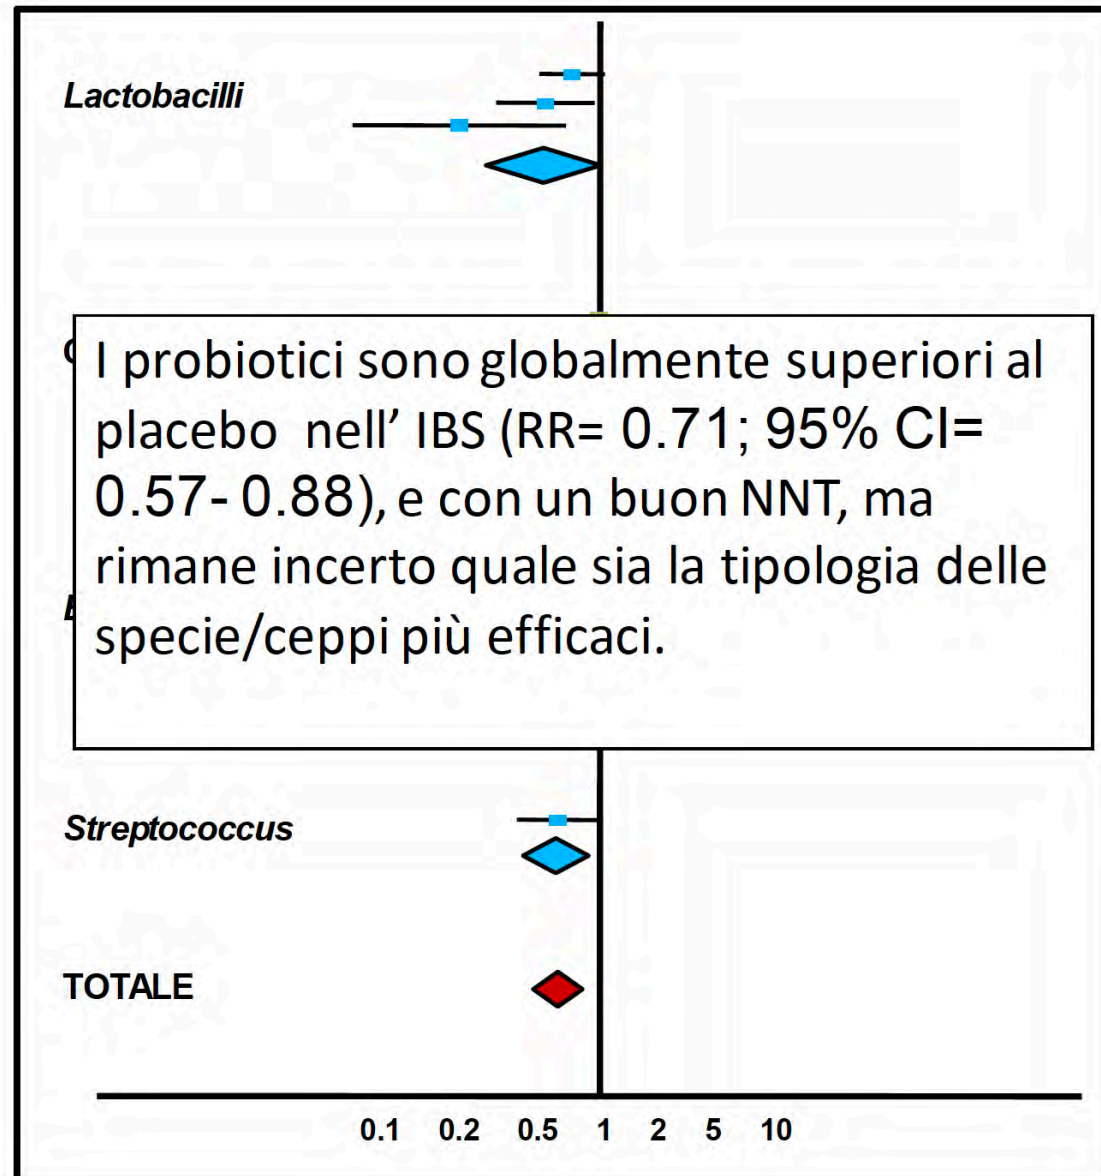 Lactobacilli
I probiotici sono globalmente superiori al
placebo nell' IBS (RR= 0.71; 95% CI=
0.57- 0.88), e con un buon NNT, ma
rimane incerto quale sia la tipologia delle
specie/ceppi più efficaci.
Streptococcus
TOTALE
0.1 0.2 0.5 1 2 5 10